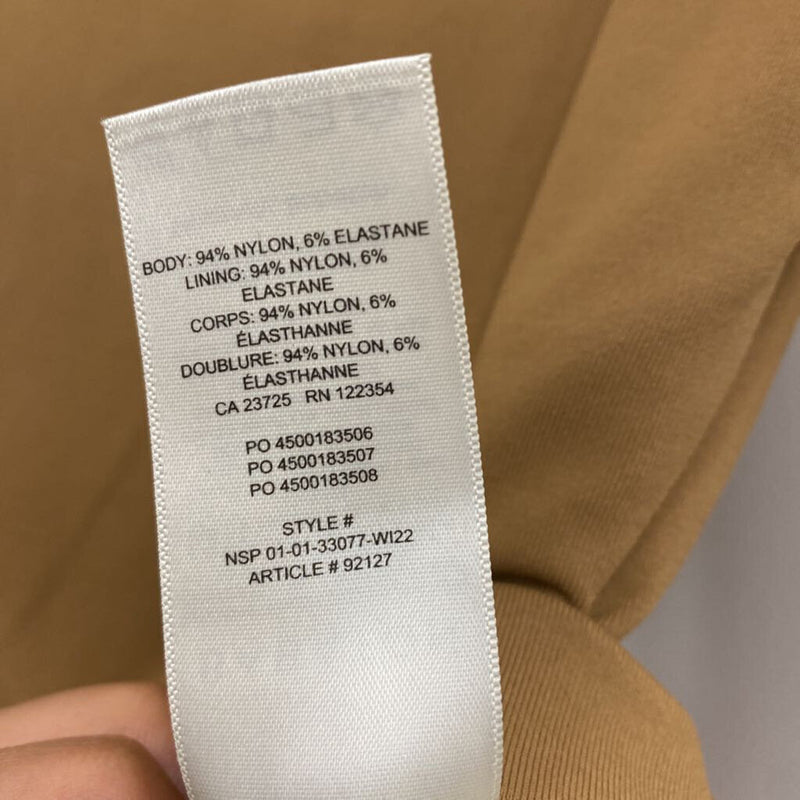 BODY: 94% NYLON, 6% ELASTANE
LINING: 94% NYLON, 6%
ELASTANE
CORPS: 94% NYLON, 6%
ÉLASTHANNE
DOUBLURE: 94% NYLON, 6%
ÉLASTHANNE
CA 23725 RN 122354
PO 4500183506
PO 4500183507
PO 4500183508
STYLE #
NSP 01-01-33077-WI22
ARTICLE # 92127